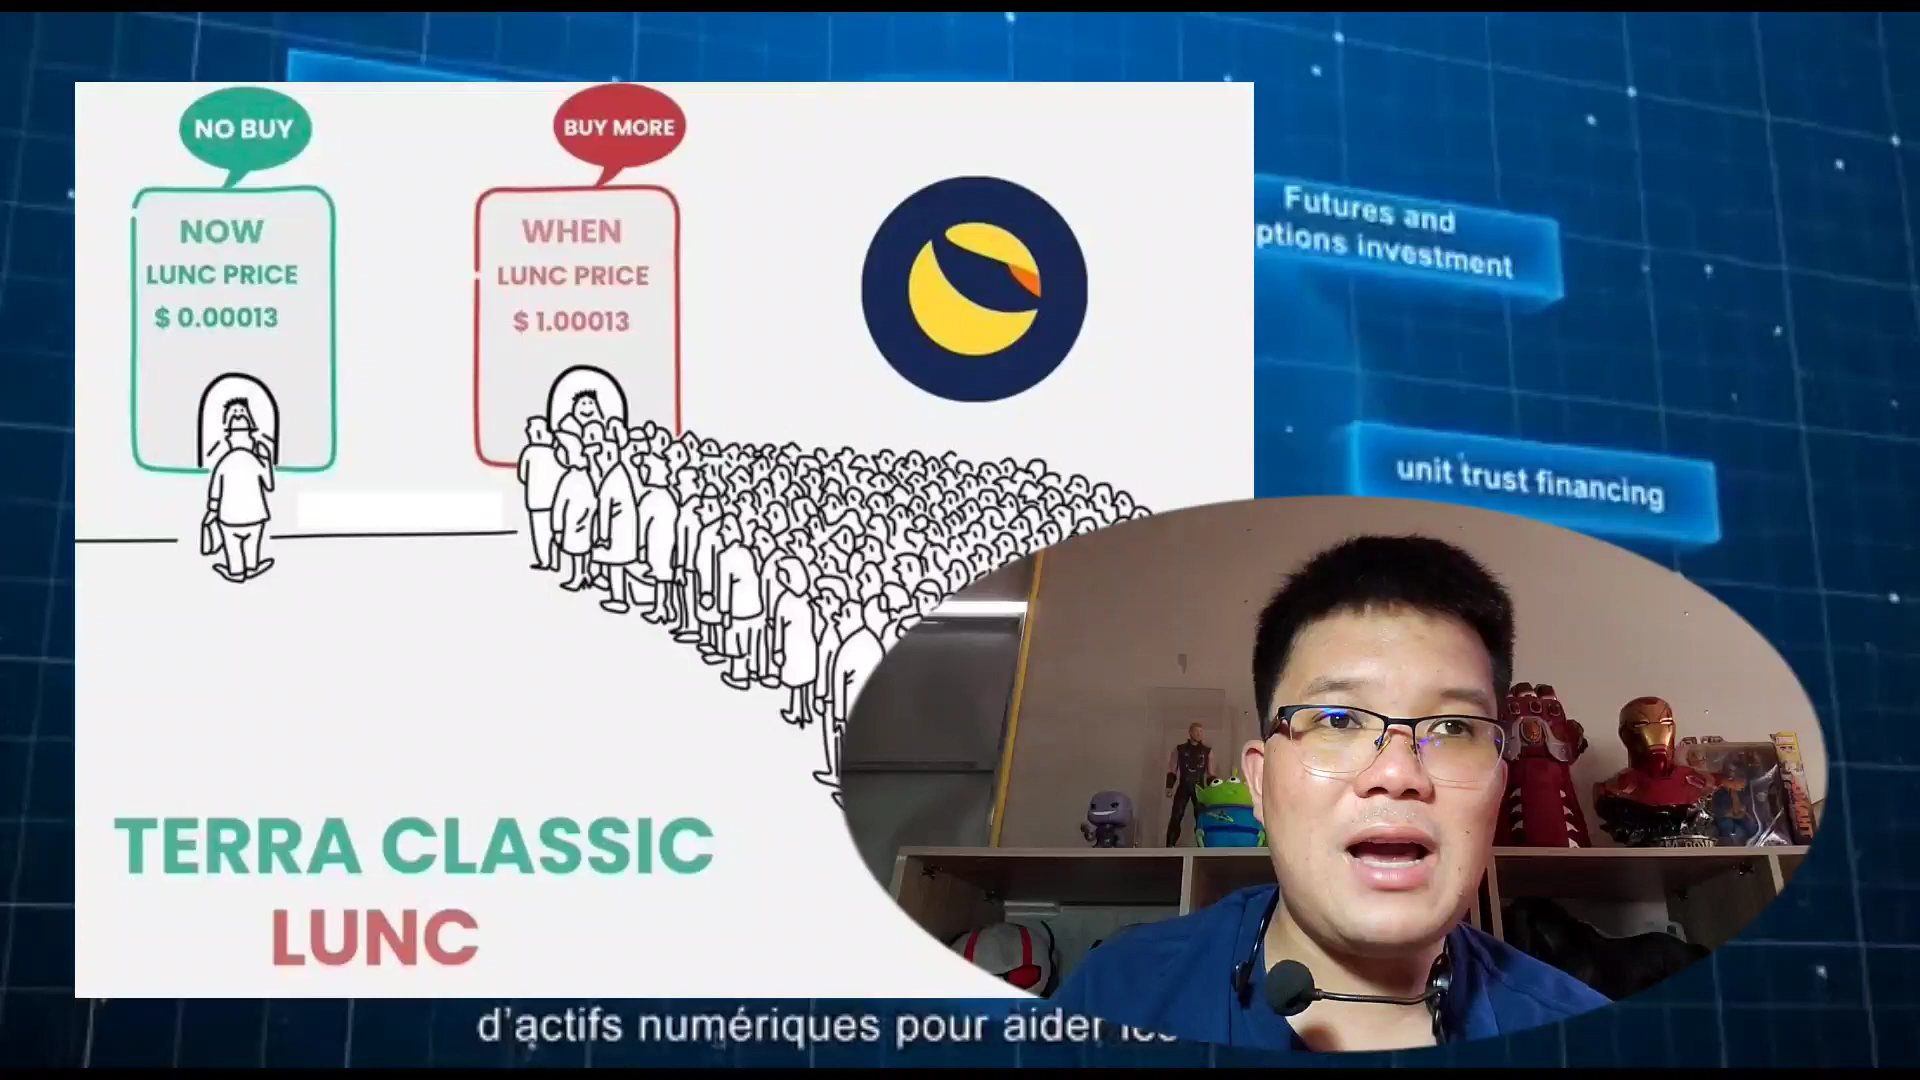 NO BUY
BUY MORE
NOW
LUNC PRICE
$ 0.00013
WHEN
LUNC PRICE
$ 1.00013
Futures and
ptions investment
unit trust financing
TERRA CLASSIC
LUNC
d'actifs numériques pour aider les